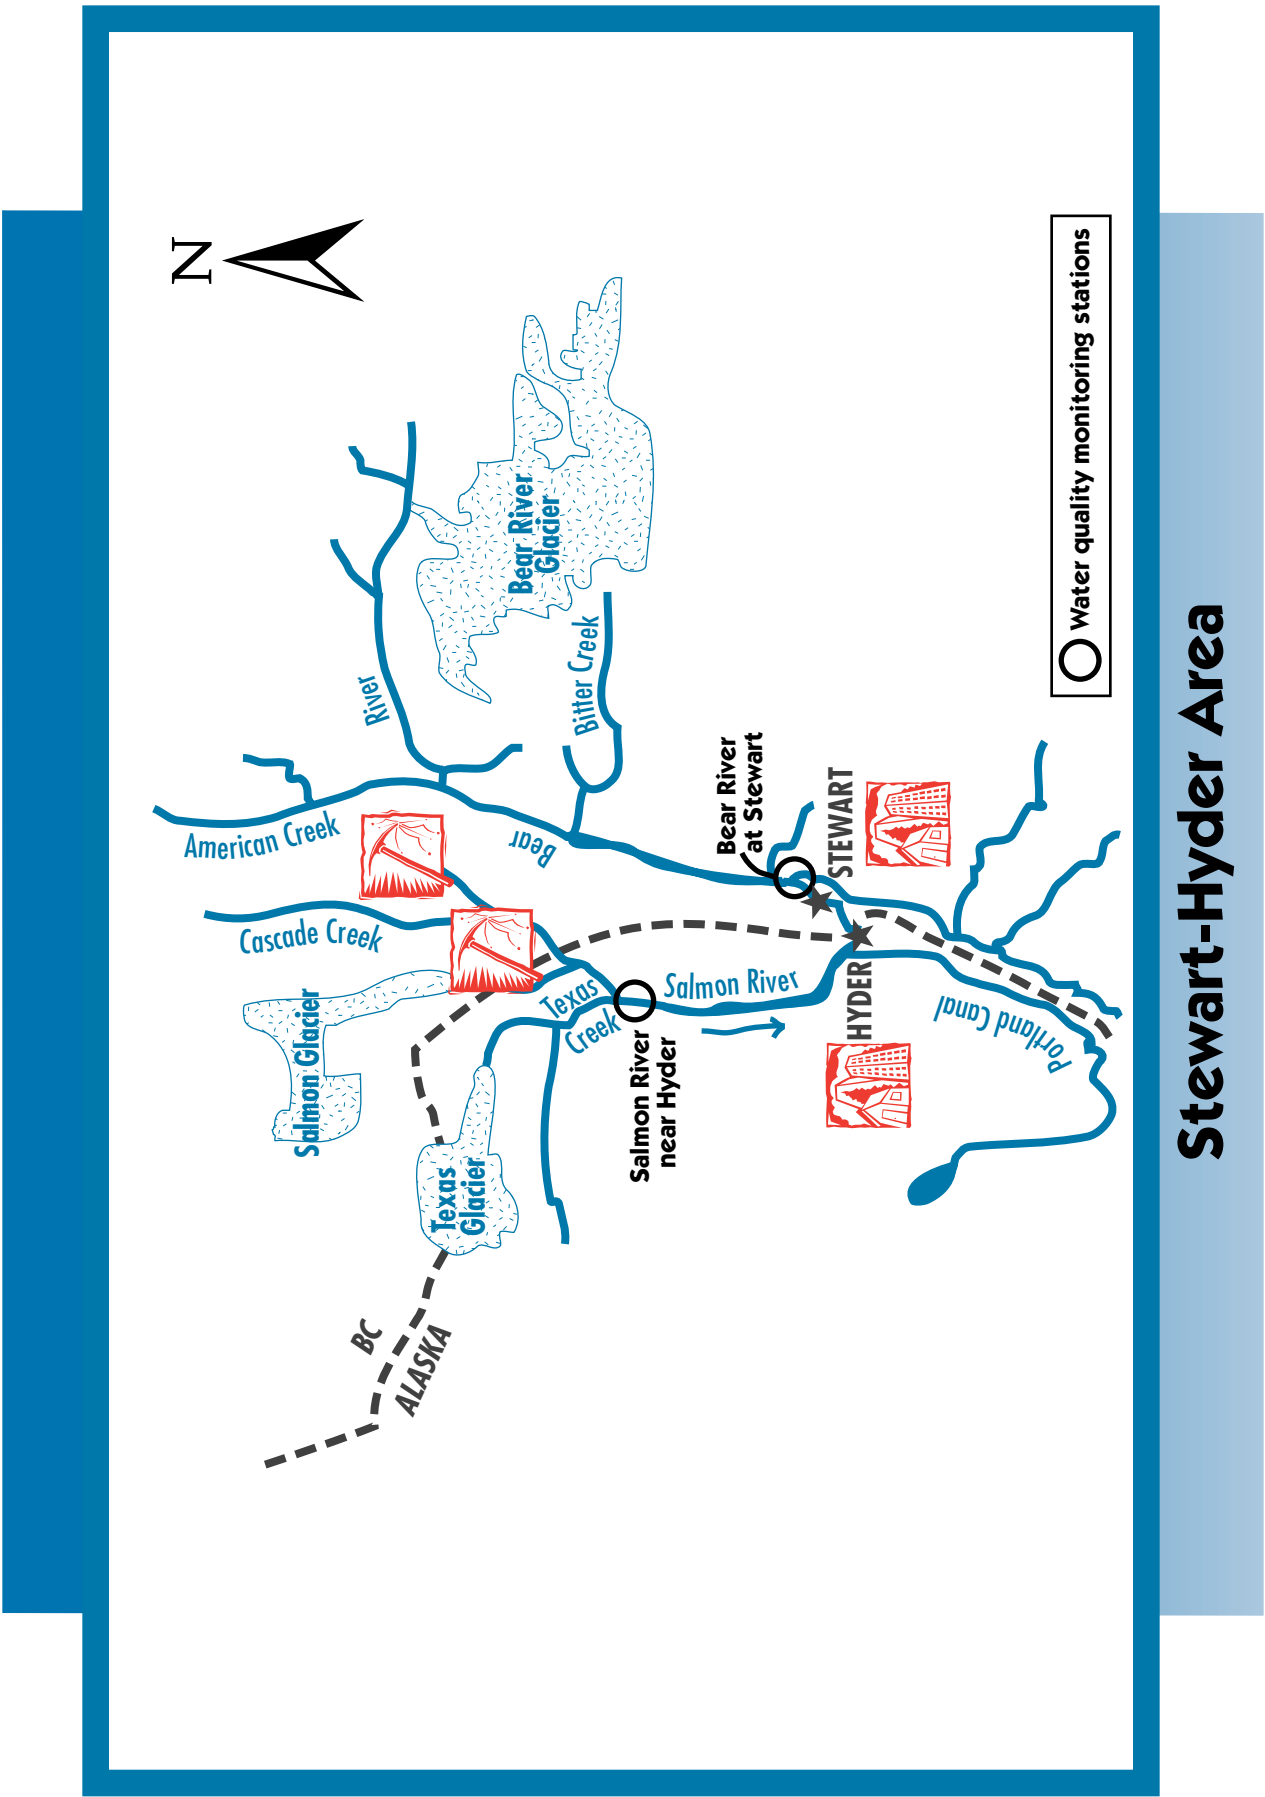 N
River
Bear River
Glacier
Bitter Creek
American Creek
Bear
Cascade Creek
Salmon Glacier
Texas
Creek
Salmon River
Texas
Glacier
Bear River
at Stewart
STEWART
HYDER
Salmon River
near Hyder
Portland Canal
BC
ALASKA
Water quality monitoring stations
Stewart-Hyder Area